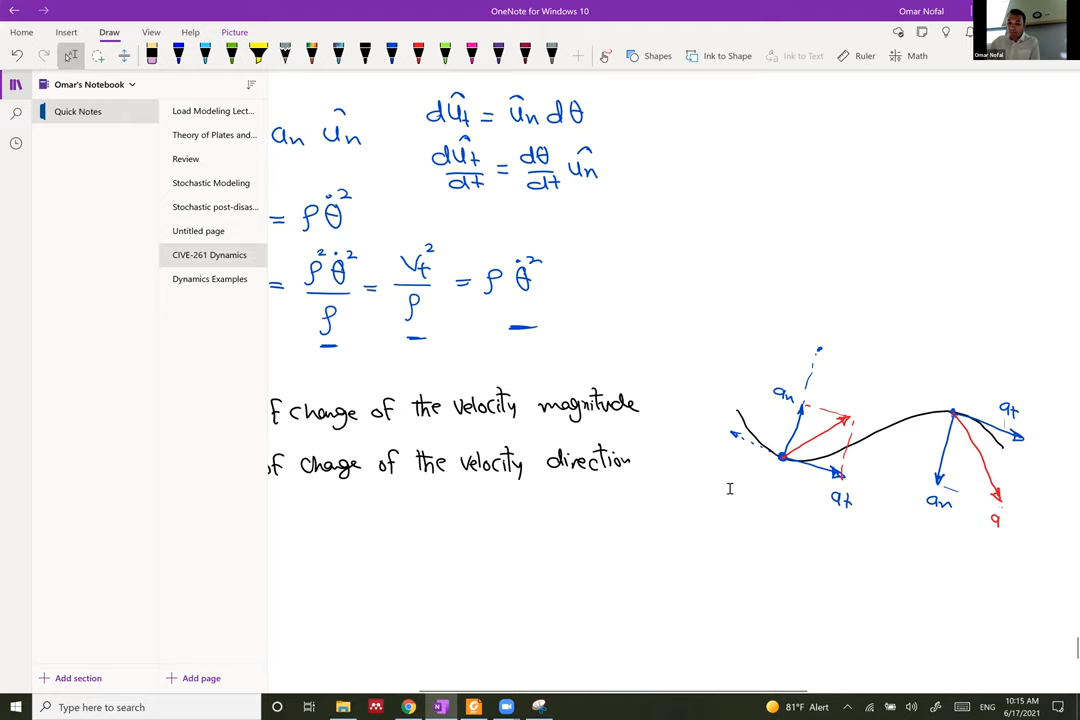 OneNote for Windows 10
Omar Nofal
Home
Insert
Draw
View
Help
Picture
Omar Nofal
Shapes
Ink to Shape
Ink to Text
Ruler
Math
Omar's Notebook
Quick Notes
Load Modeling Lect...
Theory of Plates and...
Review
Stochastic Modeling
Stochastic post-disas...
Untitled page
CIVE-261 Dynamics
Dynamics Examples
an ûn
dût = ûn dθ
dût/dt = dθ/dt ûn
= ρθ̇²
= ρ²θ̇²/ρ = Vt²/ρ = ρ θ̇²
f change of the velocity magnitude
of change of the velocity direction
an
at
at
an
a
Add section
Add page
Type here to search
81°F Alert
ENG
10:15 AM
6/17/2021